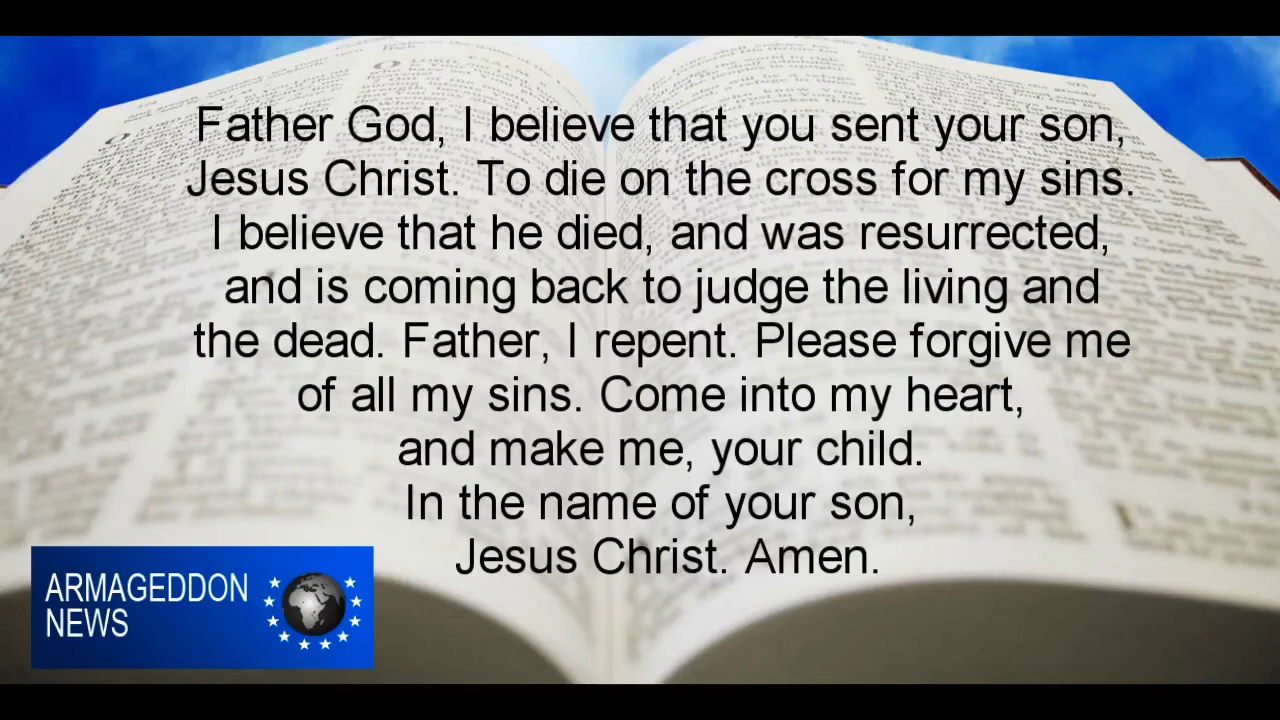 Father God, I believe that you sent your son,
Jesus Christ. To die on the cross for my sins.
I believe that he died, and was resurrected,
and is coming back to judge the living and
the dead. Father, I repent. Please forgive me
of all my sins. Come into my heart,
and make me, your child.
In the name of your son,
Jesus Christ. Amen.
ARMAGEDDON
NEWS